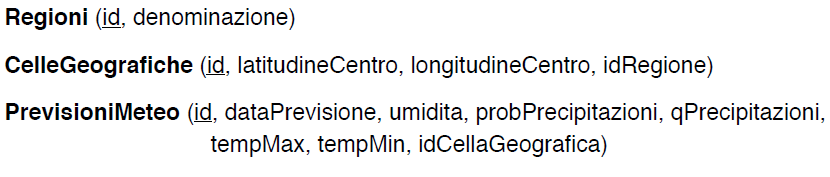 Regioni (id, denominazione)
CelleGeografiche (id, latitudineCentro, longitudineCentro, idRegione)
PrevisioniMeteo (id, dataPrevisione, umidita, probPrecipitazioni, qPrecipitazioni,
tempMax, tempMin, idCellaGeografica)